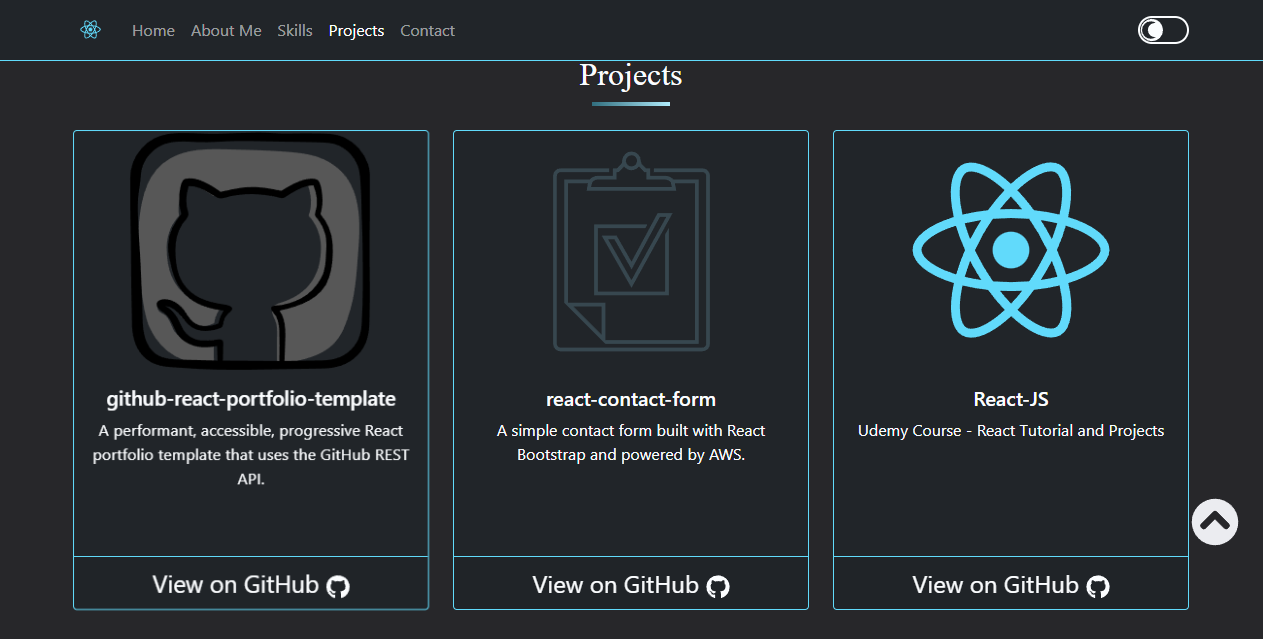 Home About Me Skills Projects Contact
Projects
github-react-portfolio-template
A performant, accessible, progressive React
portfolio template that uses the GitHub REST
API.
View on GitHub
react-contact-form
A simple contact form built with React
Bootstrap and powered by AWS.
View on GitHub
React-JS
Udemy Course - React Tutorial and Projects
View on GitHub